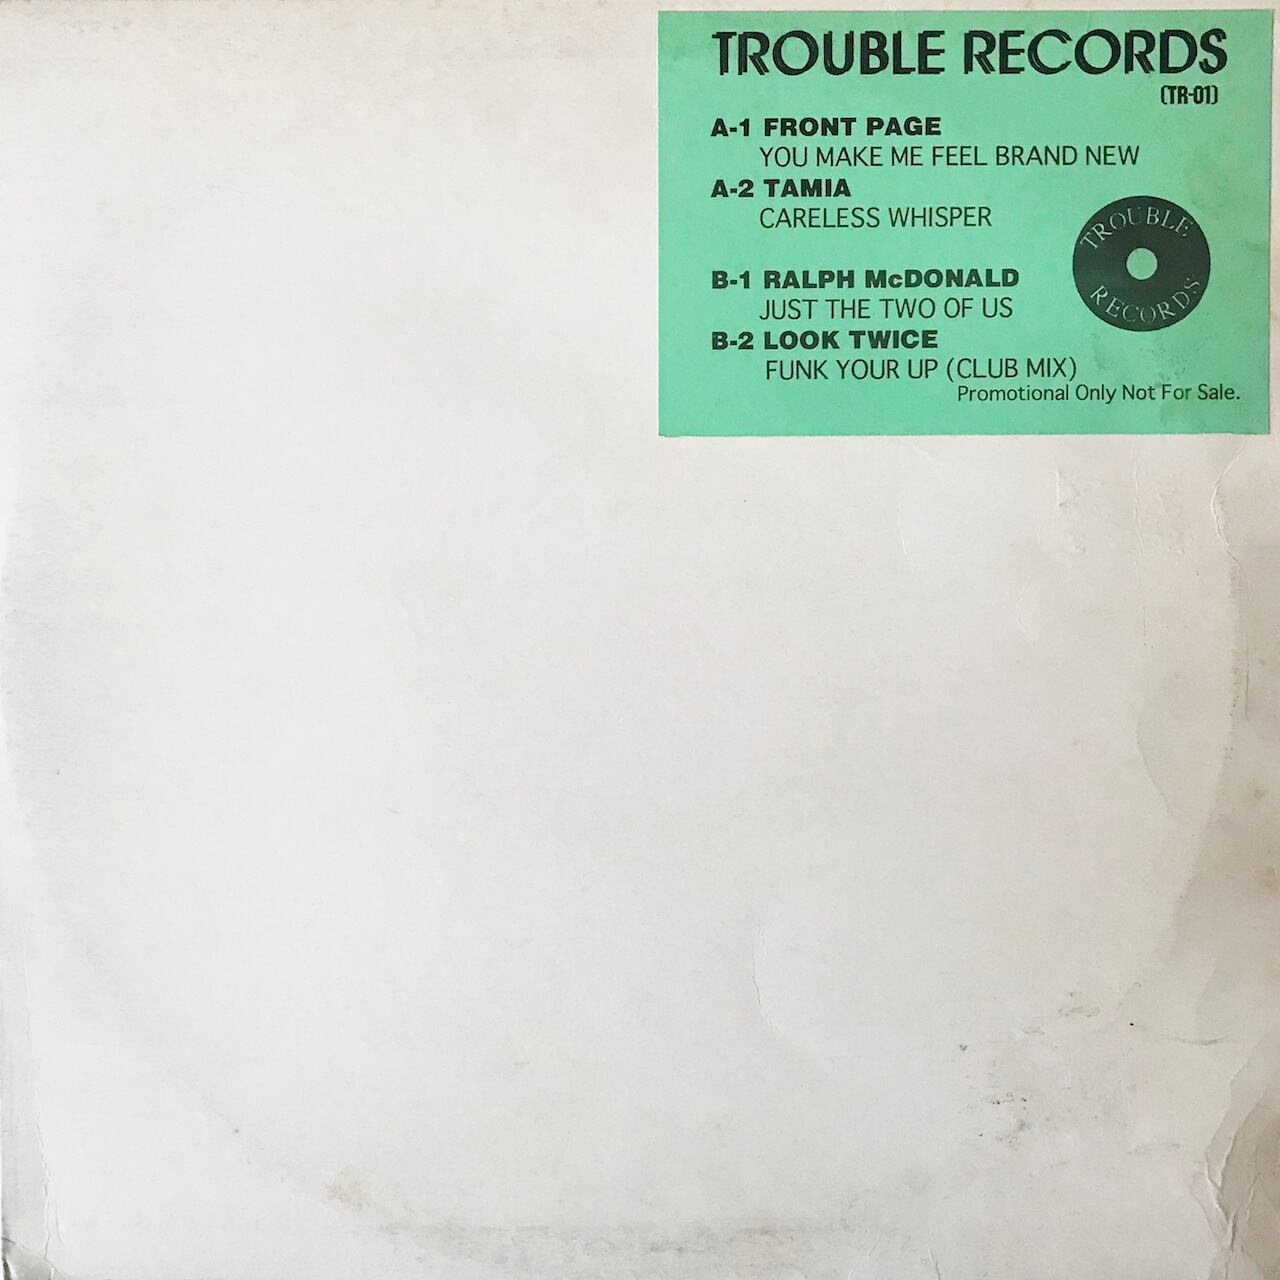 TROUBLE RECORDS
(TR-01)
A-1 FRONT PAGE
YOU MAKE ME FEEL BRAND NEW
A-2 TAMIA
CARELESS WHISPER
B-1 RALPH McDONALD
JUST THE TWO OF US
B-2 LOOK TWICE
FUNK YOUR UP (CLUB MIX)
Promotional Only Not For Sale.
TROUBLE
RECORDS